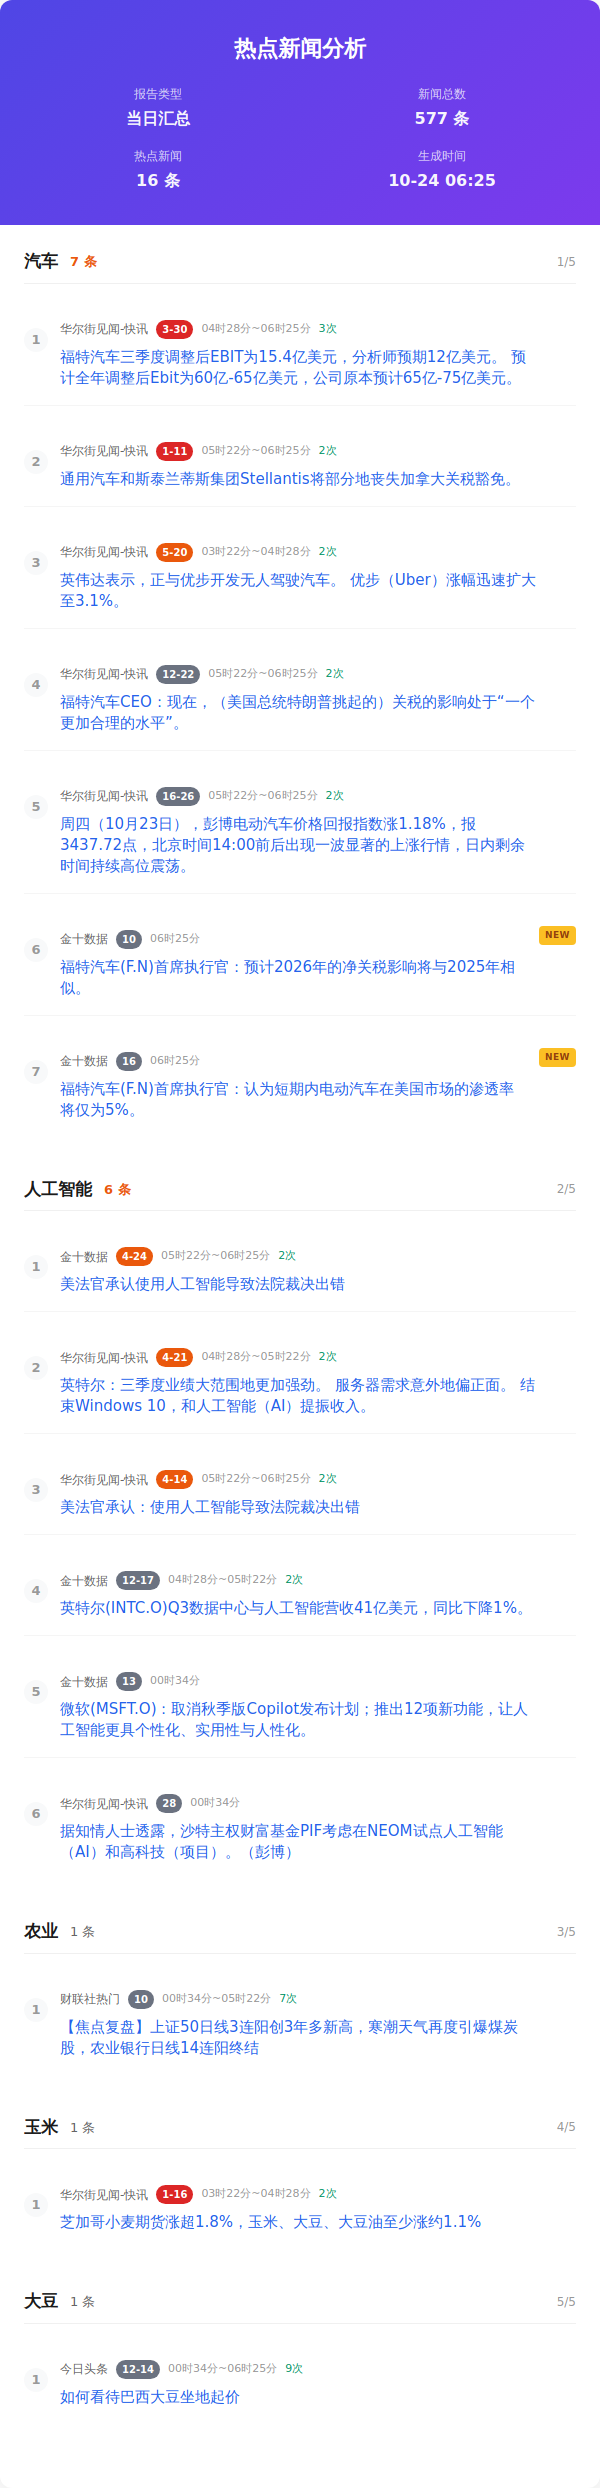 热点新闻分析
报告类型
新闻总数
当日汇总
577 条
热点新闻
生成时间
16 条
10-24 06:25
汽车 7 条 1/5
1
华尔街见闻-快讯 3-30 04时28分~06时25分 3次
福特汽车三季度调整后EBIT为15.4亿美元，分析师预期12亿美元。 预
计全年调整后Ebit为60亿-65亿美元，公司原本预计65亿-75亿美元。
2
华尔街见闻-快讯 1-11 05时22分~06时25分 2次
通用汽车和斯泰兰蒂斯集团Stellantis将部分地丧失加拿大关税豁免。
3
华尔街见闻-快讯 5-20 03时22分~04时28分 2次
英伟达表示，正与优步开发无人驾驶汽车。 优步（Uber）涨幅迅速扩大
至3.1%。
4
华尔街见闻-快讯 12-22 05时22分~06时25分 2次
福特汽车CEO：现在，（美国总统特朗普挑起的）关税的影响处于“一个
更加合理的水平”。
5
华尔街见闻-快讯 16-26 05时22分~06时25分 2次
周四（10月23日），彭博电动汽车价格回报指数涨1.18%，报
3437.72点，北京时间14:00前后出现一波显著的上涨行情，日内剩余
时间持续高位震荡。
6
金十数据 10 06时25分 NEW
福特汽车(F.N)首席执行官：预计2026年的净关税影响将与2025年相
似。
7
金十数据 16 06时25分 NEW
福特汽车(F.N)首席执行官：认为短期内电动汽车在美国市场的渗透率
将仅为5%。
人工智能 6 条 2/5
1
金十数据 4-24 05时22分~06时25分 2次
美法官承认使用人工智能导致法院裁决出错
2
华尔街见闻-快讯 4-21 04时28分~05时22分 2次
英特尔：三季度业绩大范围地更加强劲。 服务器需求意外地偏正面。 结
束Windows 10，和人工智能（AI）提振收入。
3
华尔街见闻-快讯 4-14 05时22分~06时25分 2次
美法官承认：使用人工智能导致法院裁决出错
4
金十数据 12-17 04时28分~05时22分 2次
英特尔(INTC.O)Q3数据中心与人工智能营收41亿美元，同比下降1%。
5
金十数据 13 00时34分
微软(MSFT.O)：取消秋季版Copilot发布计划；推出12项新功能，让人
工智能更具个性化、实用性与人性化。
6
华尔街见闻-快讯 28 00时34分
据知情人士透露，沙特主权财富基金PIF考虑在NEOM试点人工智能
（AI）和高科技（项目）。（彭博）
农业 1 条 3/5
1
财联社热门 10 00时34分~05时22分 7次
【焦点复盘】上证50日线3连阳创3年多新高，寒潮天气再度引爆煤炭
股，农业银行日线14连阳终结
玉米 1 条 4/5
1
华尔街见闻-快讯 1-16 03时22分~04时28分 2次
芝加哥小麦期货涨超1.8%，玉米、大豆、大豆油至少涨约1.1%
大豆 1 条 5/5
1
今日头条 12-14 00时34分~06时25分 9次
如何看待巴西大豆坐地起价